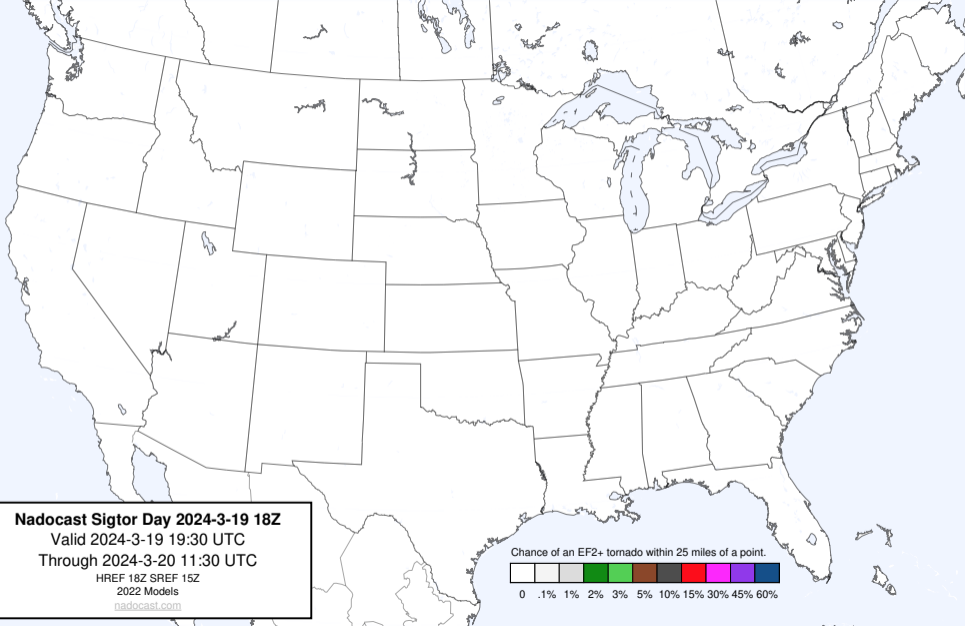 Nadocast Sigtor Day 2024-3-19 18Z
Valid 2024-3-19 19:30 UTC
Through 2024-3-20 11:30 UTC
HREF 18Z SREF 15Z
2022 Models
nadocast.com
Chance of an EF2+ tornado within 25 miles of a point.
0 .1% 1% 2% 3% 5% 10% 15% 30% 45% 60%